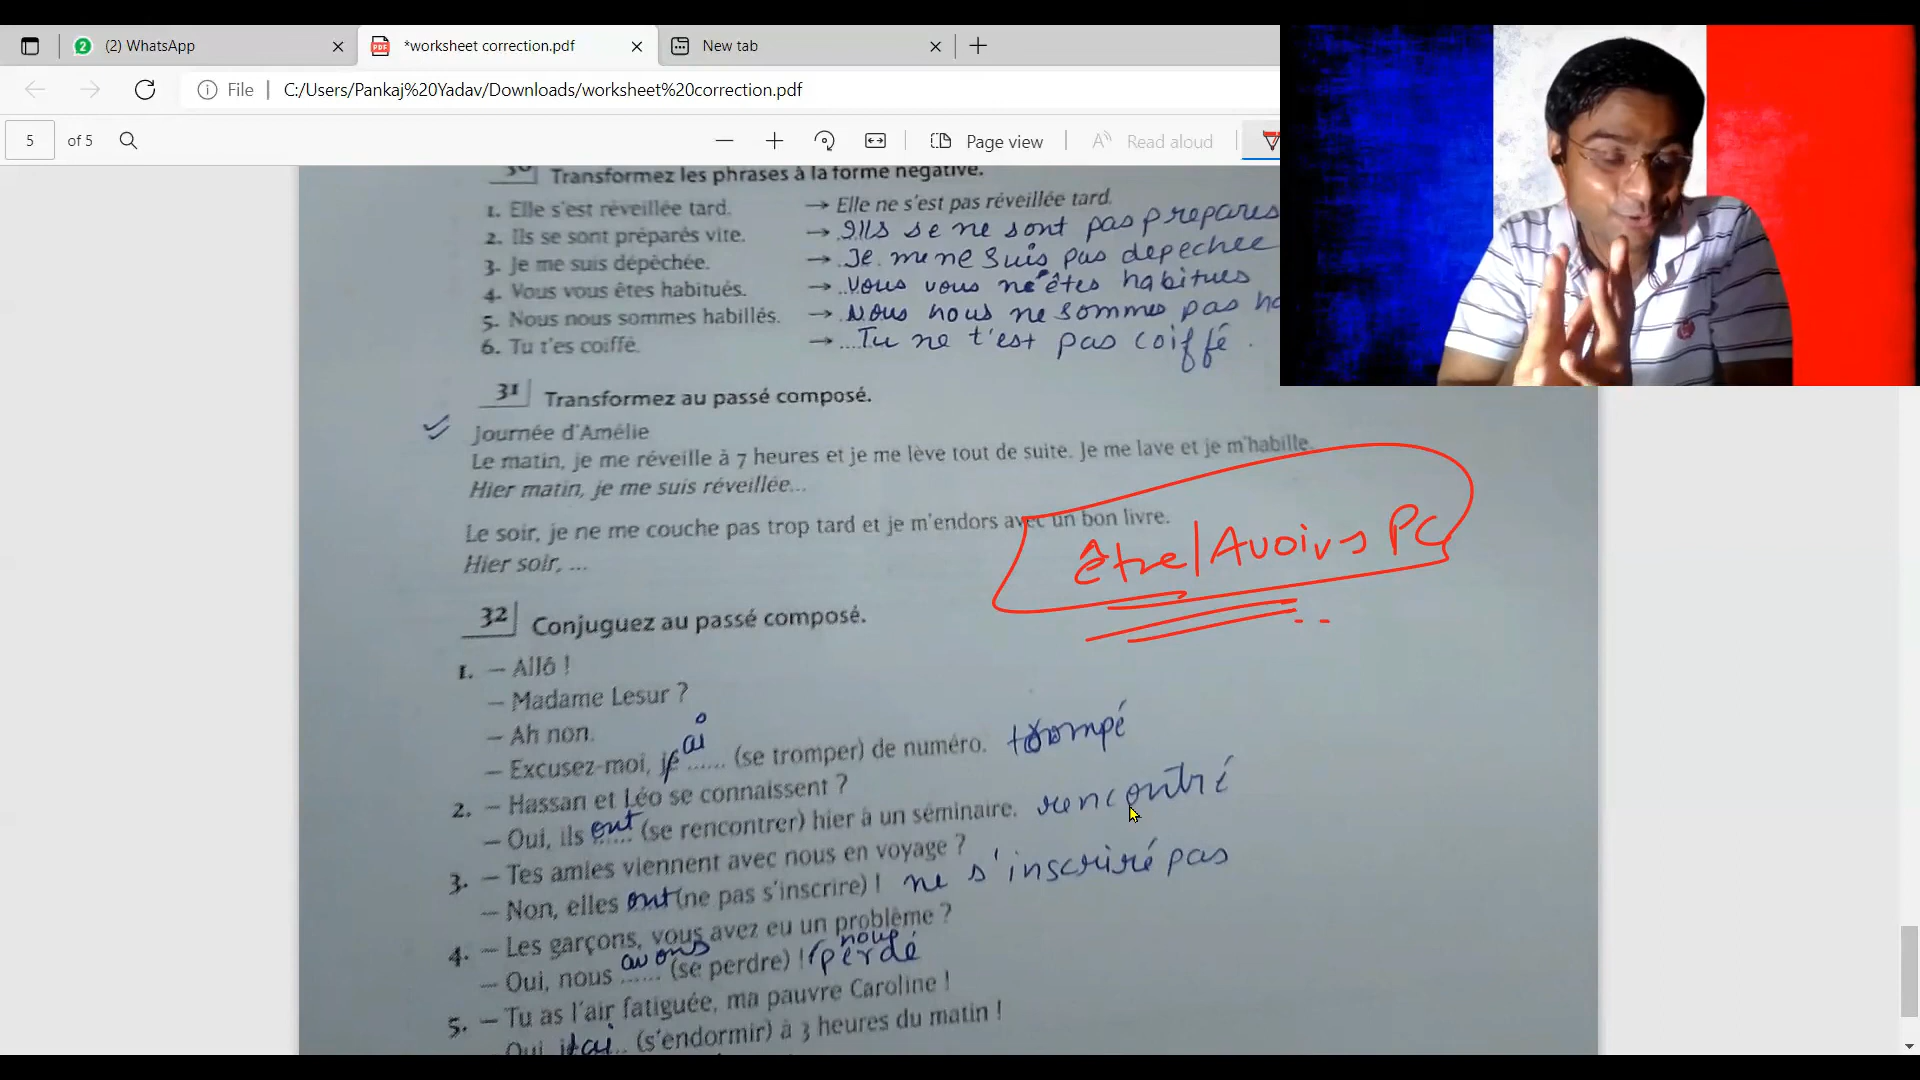 (2) WhatsApp
*worksheet correction.pdf
New tab
File | C:/Users/Pankaj%20Yadav/Downloads/worksheet%20correction.pdf
5 of 5
Page view
Read aloud
30 Transformez les phrases à la forme négative.
1. Elle s'est réveillée tard. → Elle ne s'est pas réveillée tard.
2. Ils se sont préparés vite. → Ils se ne sont pas prepares
3. Je me suis dépêchée. → Je me ne suis pas depechee
4. Vous vous êtes habitués. → Vous vous ne êtes habitues
5. Nous nous sommes habillés. → Nous nous ne sommes pas ha
6. Tu t'es coiffé. → Tu ne t'est pas coiffé.
31 Transformez au passé composé.
Journée d'Amélie
Le matin, je me réveille à 7 heures et je me lève tout de suite. Je me lave et je m'habille.
Hier matin, je me suis réveillée...
Le soir, je ne me couche pas trop tard et je m'endors avec un bon livre.
Hier soir, ...
être/Avoir PC
32 Conjuguez au passé composé.
1. – Allô !
– Madame Lesur ?
– Ah non.
– Excusez-moi, je ai ...... (se tromper) de numéro. trompé
2. – Hassan et Léo se connaissent ?
– Oui, ils ont ...... (se rencontrer) hier à un séminaire. rencontré
3. – Tes amies viennent avec nous en voyage ?
– Non, elles ont (ne pas s'inscrire) ! ne s'inscriré pas
4. – Les garçons, vous avez eu un problème ?
– Oui, nous avons ...... (se perdre) ! nous perdé
5. – Tu as l'air fatiguée, ma pauvre Caroline !
– Oui, j'ai .. (s'endormir) à 3 heures du matin !